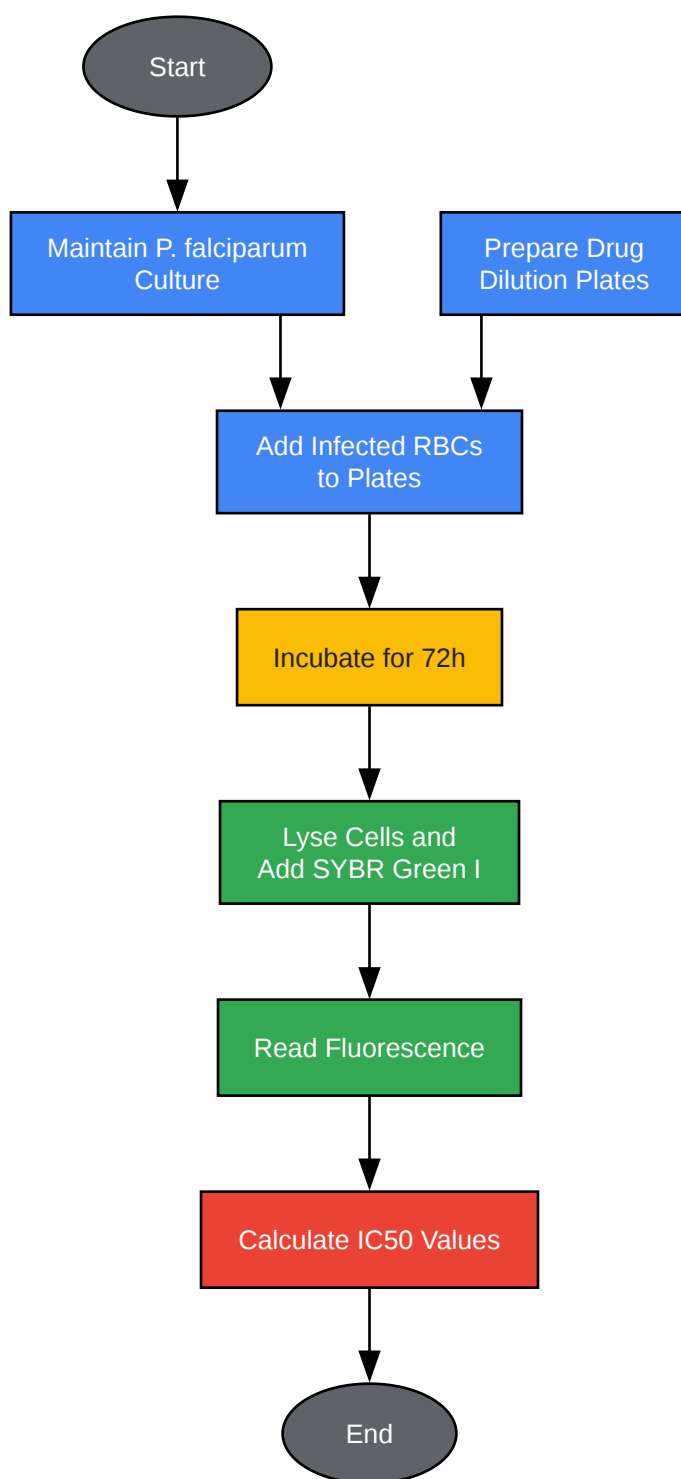 Start
Maintain P. falciparum
Culture
Prepare Drug
Dilution Plates
Add Infected RBCs
to Plates
Incubate for 72h
Lyse Cells and
Add SYBR Green I
Read Fluorescence
Calculate IC50 Values
End